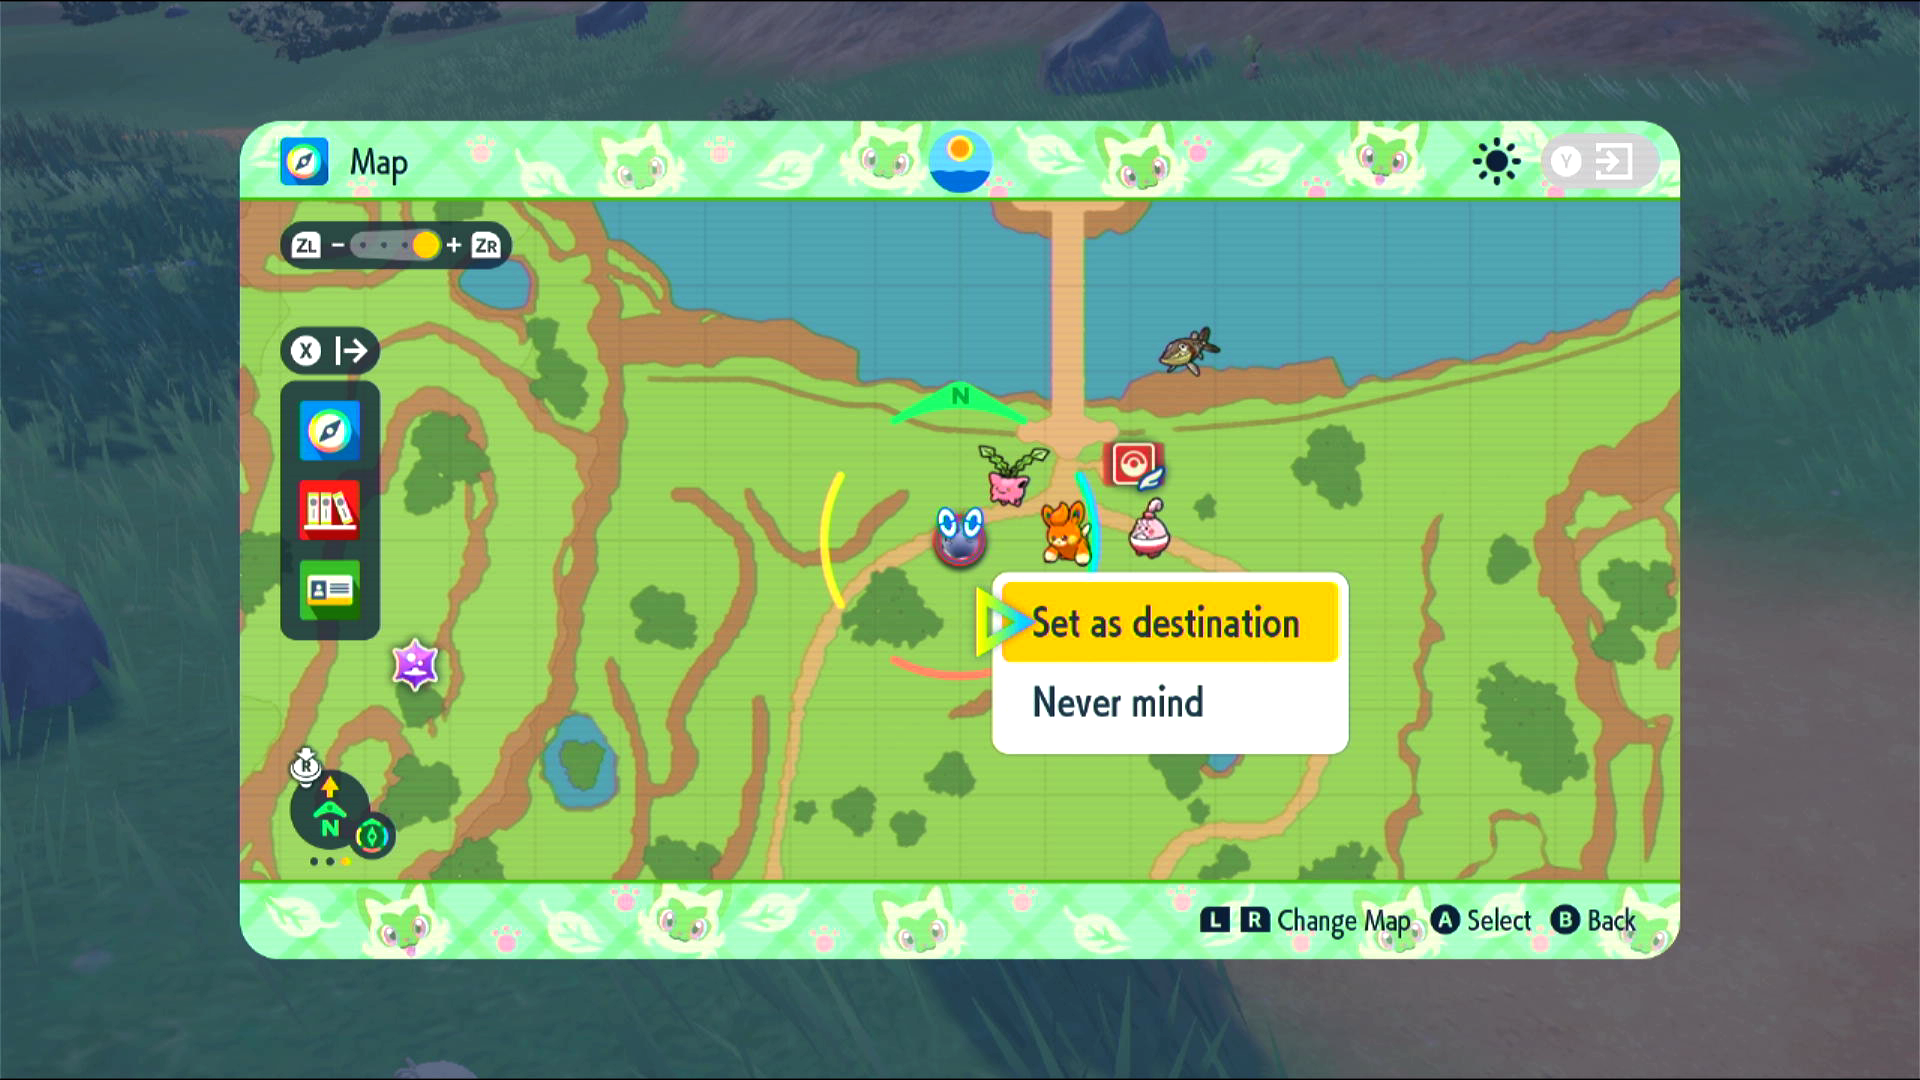 Map
Y
ZL - + ZR
X
N
Set as destination
Never mind
R
N
L R Change Map A Select B Back